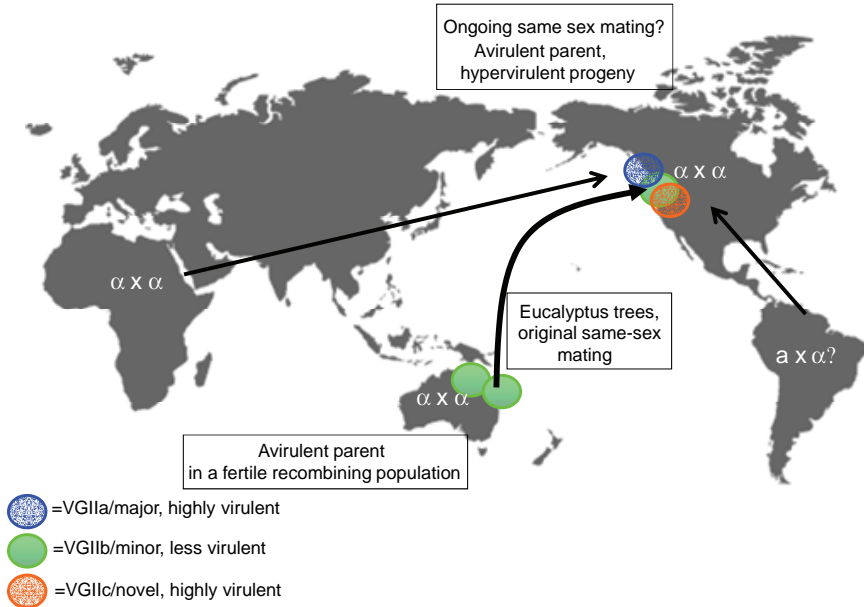 Ongoing same sex mating?
Avirulent parent,
hypervirulent progeny
α x α
α x α
Eucalyptus trees,
original same-sex
mating
a x α?
α x α
Avirulent parent
in a fertile recombining population
=VGIIa/major, highly virulent
=VGIIb/minor, less virulent
=VGIIc/novel, highly virulent